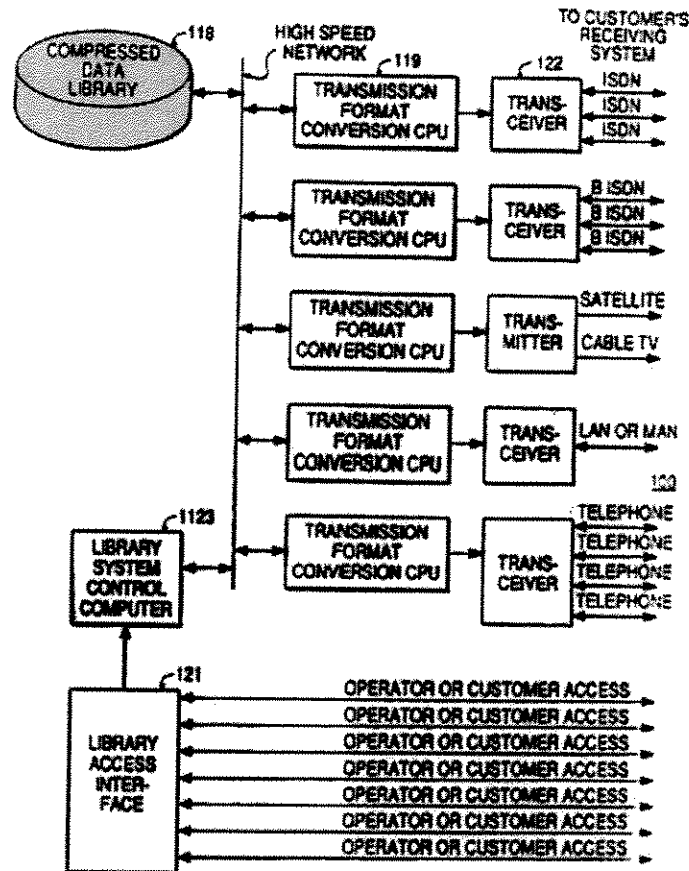 118
COMPRESSED
DATA
LIBRARY
HIGH SPEED
NETWORK
TO CUSTOMER'S
RECEIVING
SYSTEM
119
TRANSMISSION
FORMAT
CONVERSION CPU
122
TRANS-
CEIVER
ISDN
ISDN
ISDN
TRANSMISSION
FORMAT
CONVERSION CPU
TRANS-
CEIVER
B ISDN
B ISDN
B ISDN
TRANSMISSION
FORMAT
CONVERSION CPU
TRANS-
MITTER
SATELLITE
CABLE TV
TRANSMISSION
FORMAT
CONVERSION CPU
TRANS-
CEIVER
LAN OR MAN
100
1123
LIBRARY
SYSTEM
CONTROL
COMPUTER
TRANSMISSION
FORMAT
CONVERSION CPU
TRANS-
CEIVER
TELEPHONE
TELEPHONE
TELEPHONE
TELEPHONE
121
LIBRARY
ACCESS
INTER-
FACE
OPERATOR OR CUSTOMER ACCESS
OPERATOR OR CUSTOMER ACCESS
OPERATOR OR CUSTOMER ACCESS
OPERATOR OR CUSTOMER ACCESS
OPERATOR OR CUSTOMER ACCESS
OPERATOR OR CUSTOMER ACCESS
OPERATOR OR CUSTOMER ACCESS